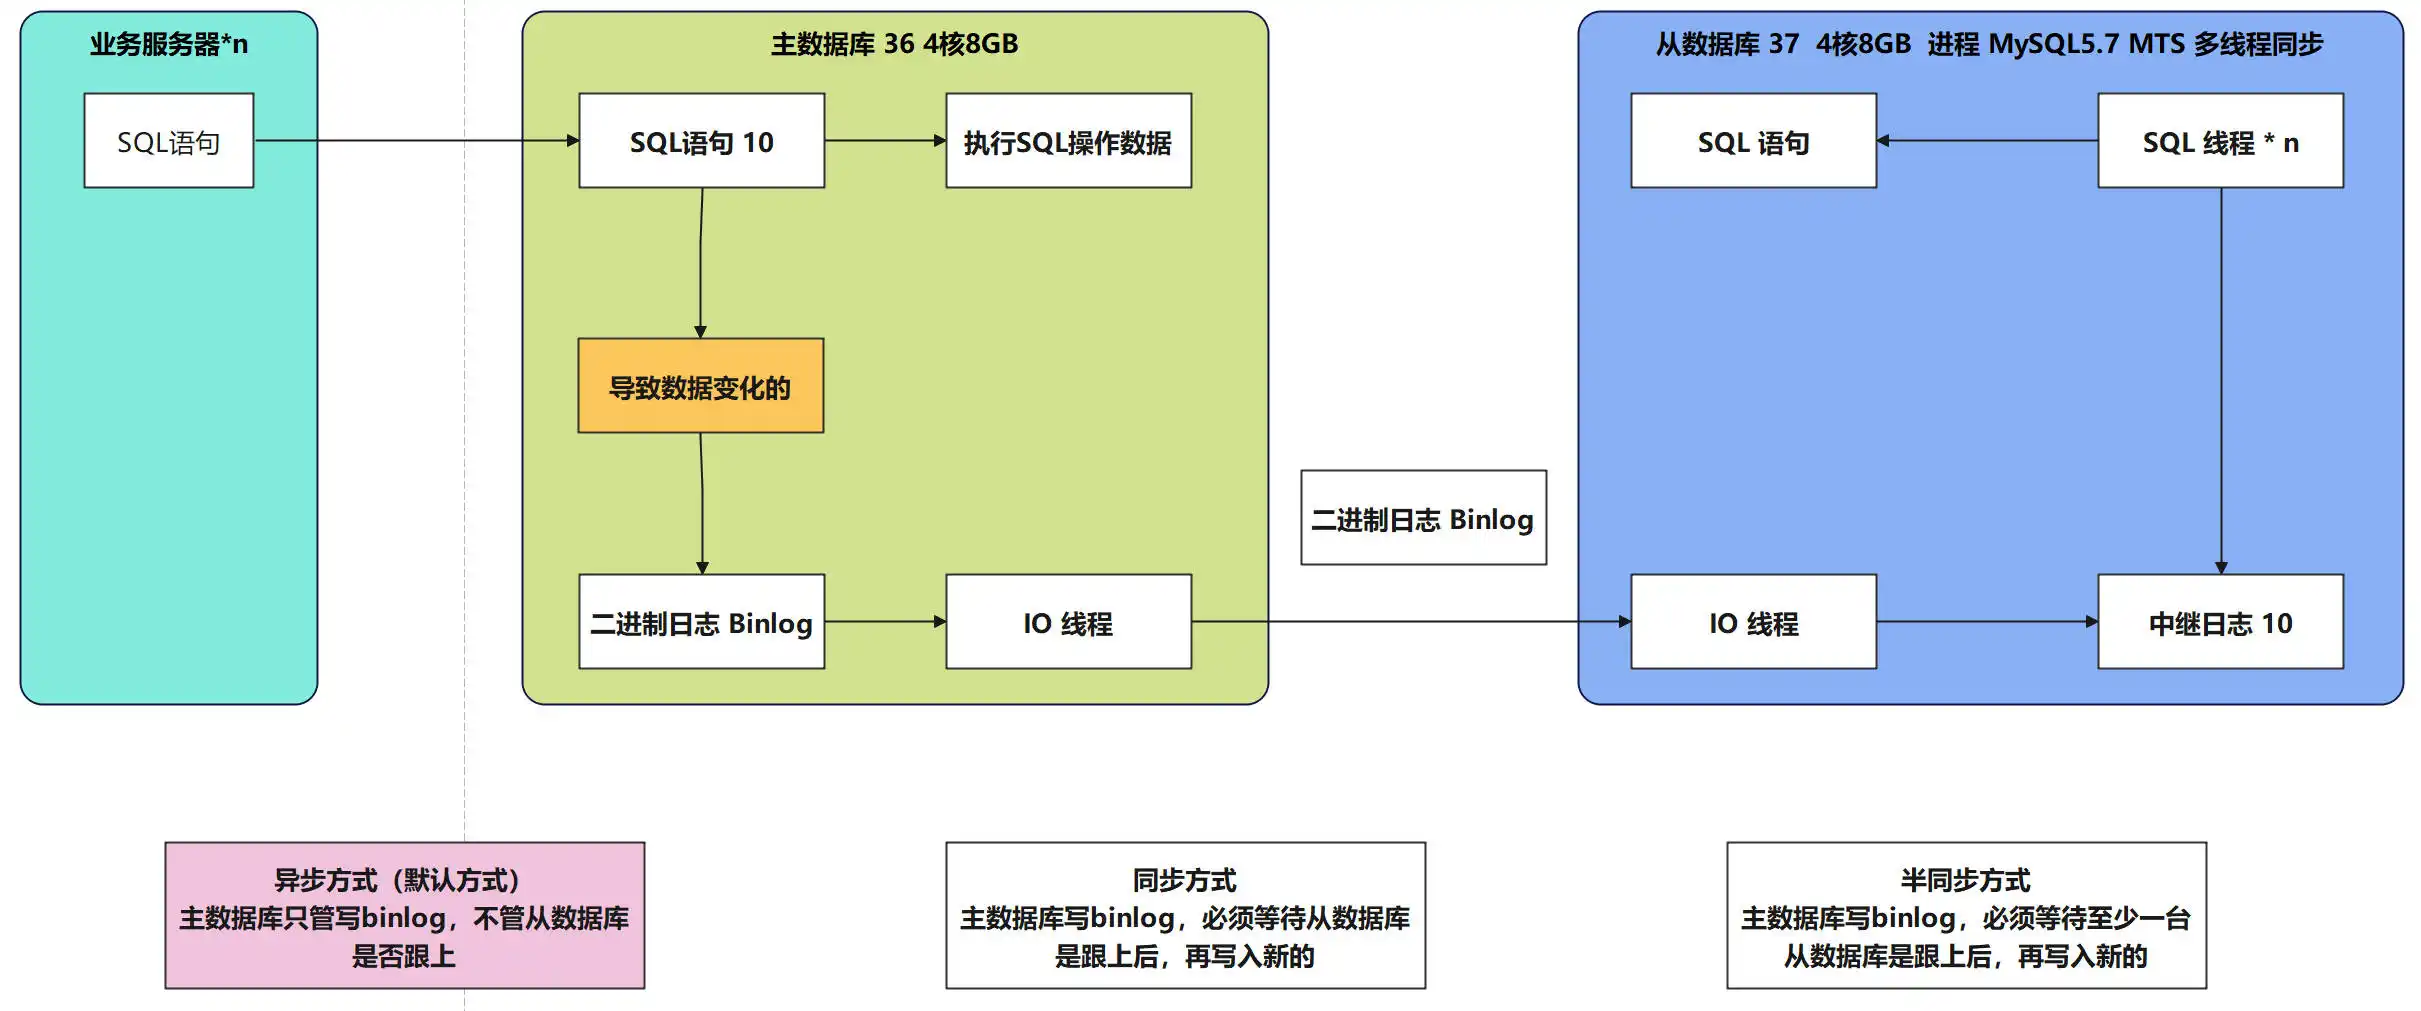 业务服务器*n
SQL语句
主数据库 36 4核8GB
SQL语句 10
执行SQL操作数据
导致数据变化的
二进制日志 Binlog
IO 线程
二进制日志 Binlog
从数据库 37 4核8GB 进程 MySQL5.7 MTS 多线程同步
SQL 语句
SQL 线程 * n
IO 线程
中继日志 10
异步方式（默认方式）
主数据库只管写binlog，不管从数据库
是否跟上
同步方式
主数据库写binlog，必须等待从数据库
是跟上后，再写入新的
半同步方式
主数据库写binlog，必须等待至少一台
从数据库是跟上后，再写入新的